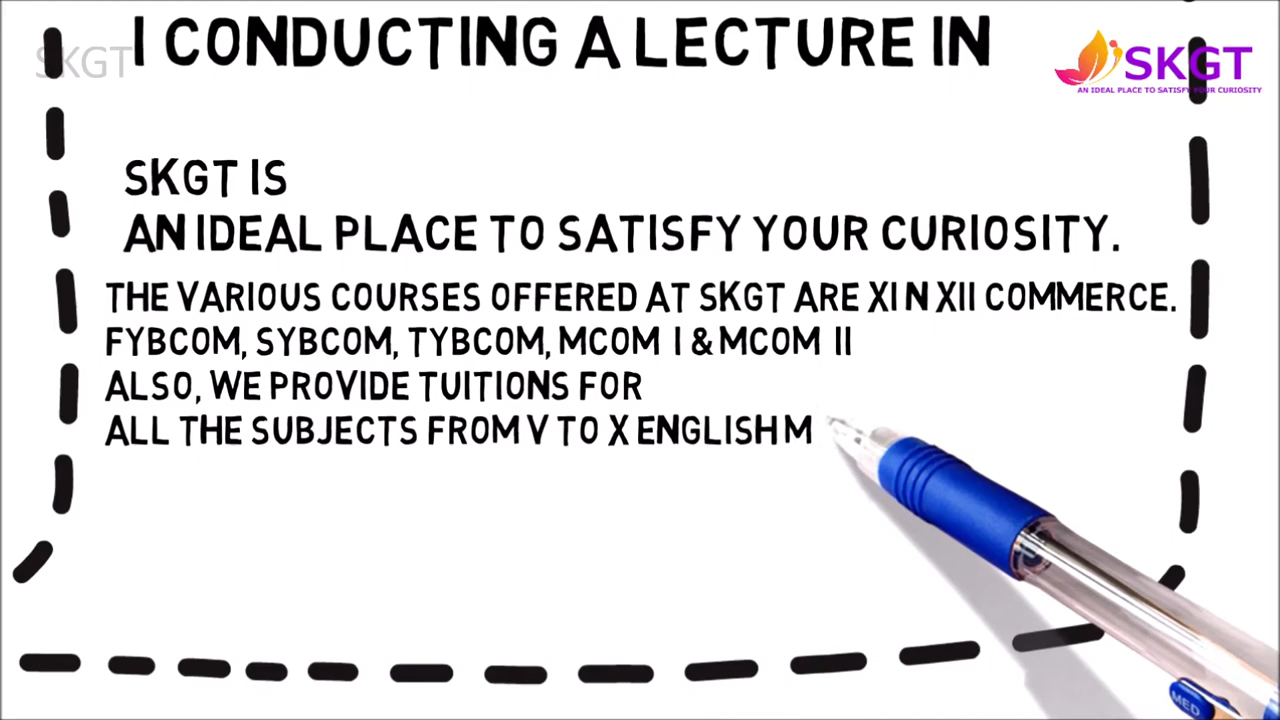 I CONDUCTING A LECTURE IN
SKGT
SKGT
AN IDEAL PLACE TO SATISFY YOUR CURIOSITY
SKGT IS
AN IDEAL PLACE TO SATISFY YOUR CURIOSITY.
THE VARIOUS COURSES OFFERED AT SKGT ARE XI N XII COMMERCE.
FYBCOM, SYBCOM, TYBCOM, MCOM I & MCOM II
ALSO, WE PROVIDE TUITIONS FOR
ALL THE SUBJECTS FROM V TO X ENGLISH M
MED